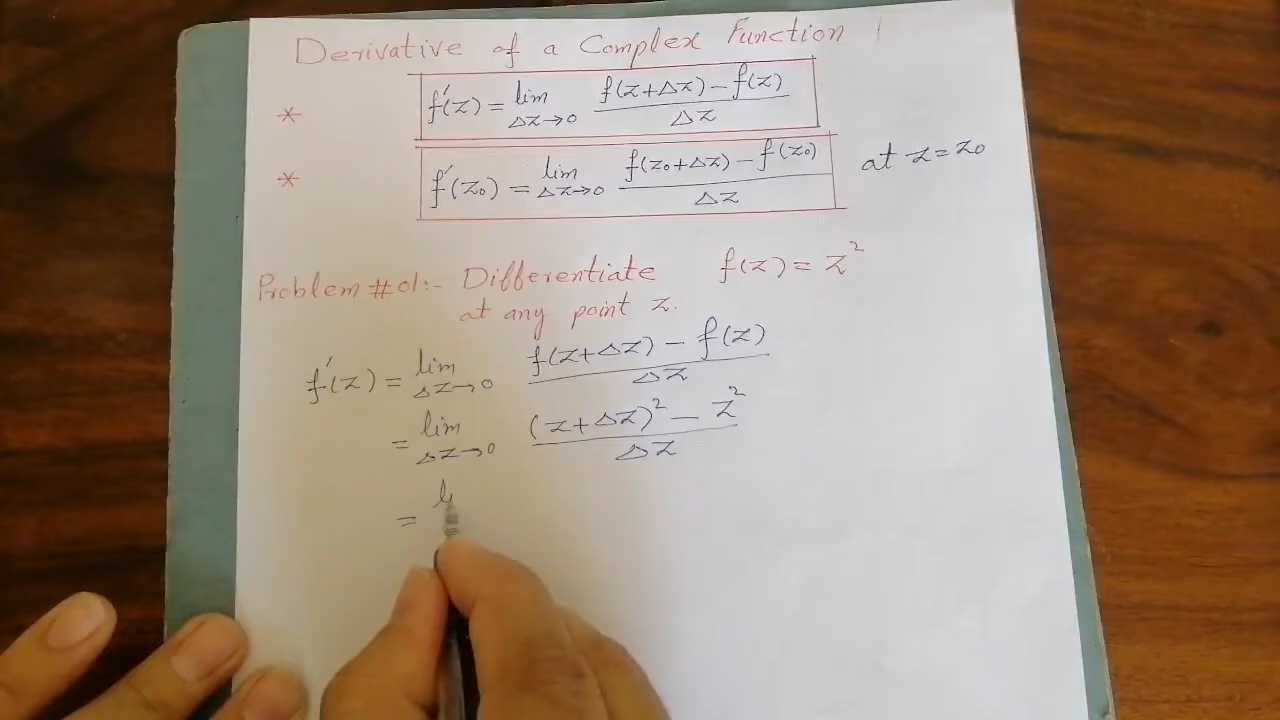 Derivative of a Complex Function
* f'(z) = lim Δz→0 f(z+Δz) − f(z) / Δz
* f'(z₀) = lim Δz→0 f(z₀+Δz) − f(z₀) / Δz at z = z₀
Problem #01:- Differentiate f(z) = z²
at any point z.
f'(z) = lim Δz→0 f(z+Δz) − f(z) / Δz
= lim Δz→0 (z+Δz)² − z² / Δz
=